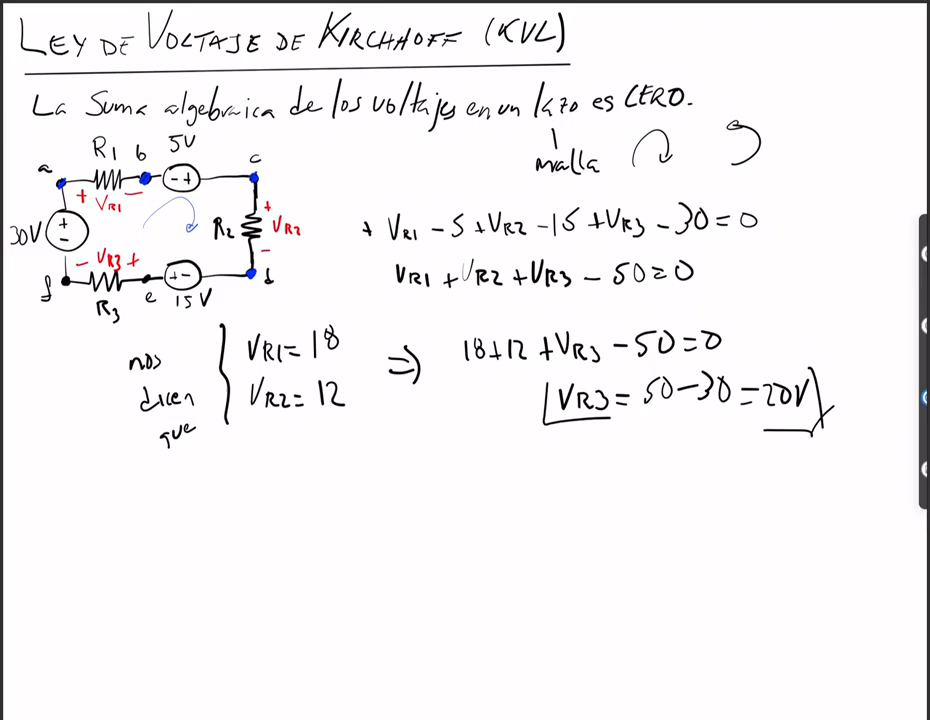 LEY DE VOLTAJE DE KIRCHHOFF (KVL)
La Suma algebraica de los voltajes en un lazo es CERO.
malla
R1 b 5V
a - + c
+ VR1 -
30V + - R2 + VR2 -
- VR3 +
f R3 e + - 15V d
+ VR1 - 5 + VR2 - 15 + VR3 - 30 = 0
VR1 + VR2 + VR3 - 50 = 0
nos dicen que
VR1 = 18
VR2 = 12
⇒ 18 + 12 + VR3 - 50 = 0
VR3 = 50 - 30 = 20V